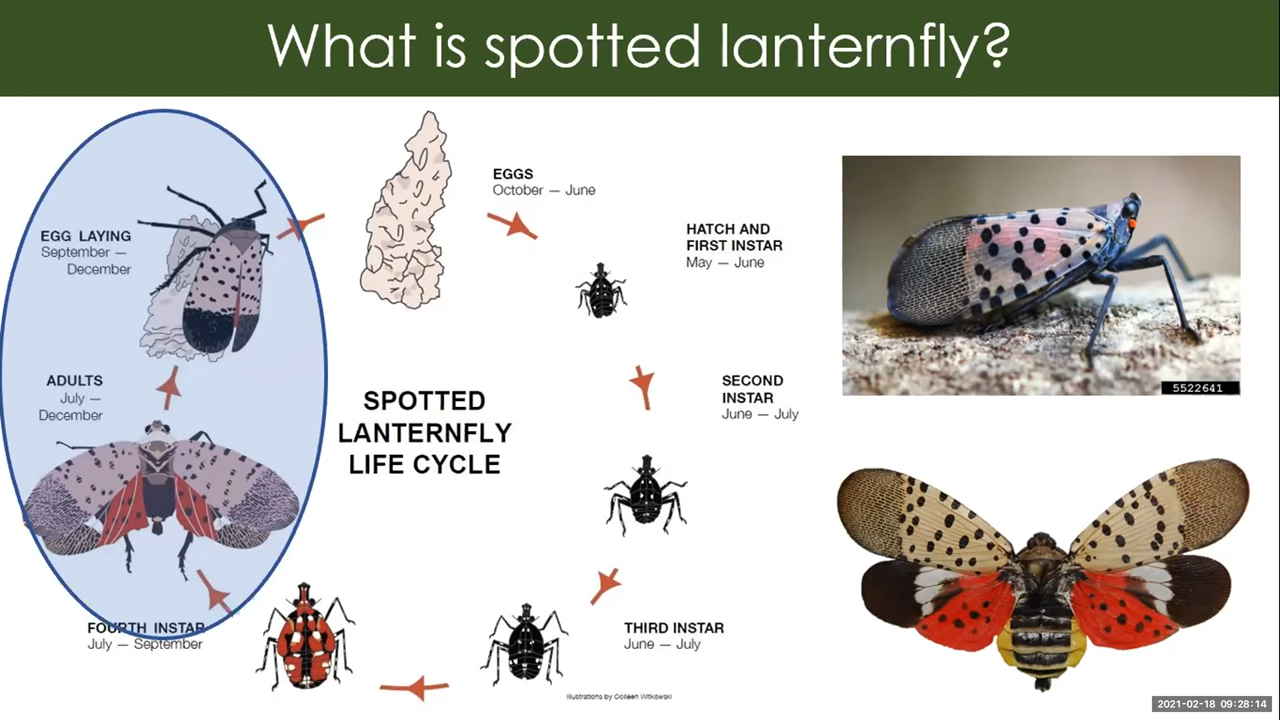 What is spotted lanternfly?
EGGS
October — June
HATCH AND
FIRST INSTAR
May — June
SECOND
INSTAR
June — July
THIRD INSTAR
June — July
FOURTH INSTAR
July — September
ADULTS
July —
December
EGG LAYING
September —
December
SPOTTED
LANTERNFLY
LIFE CYCLE
Illustrations by Colleen Witkowski
5522641
2021-02-18 09:28:14